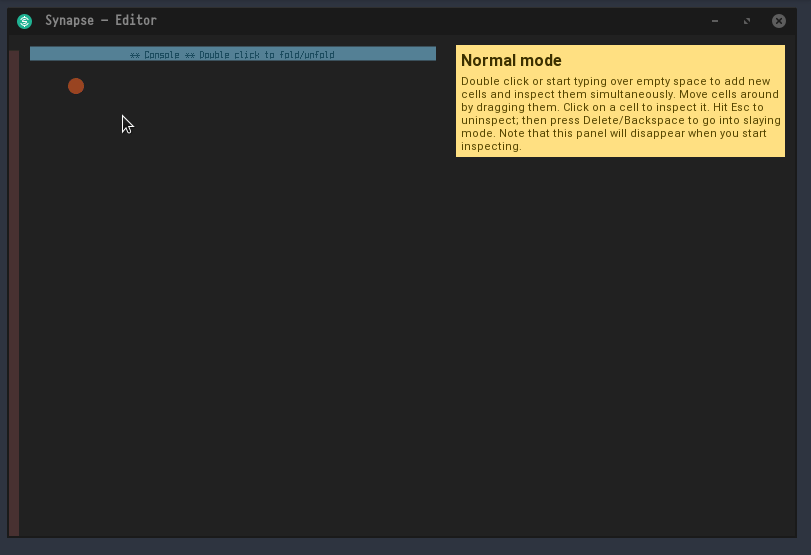 Synapse — Editor
↔ Console ↔ Double click to fold/unfold
Normal mode
Double click or start typing over empty space to add new
cells and inspect them simultaneously. Move cells around
by dragging them. Click on a cell to inspect it. Hit Esc to
uninspect; then press Delete/Backspace to go into slaying
mode. Note that this panel will disappear when you start
inspecting.